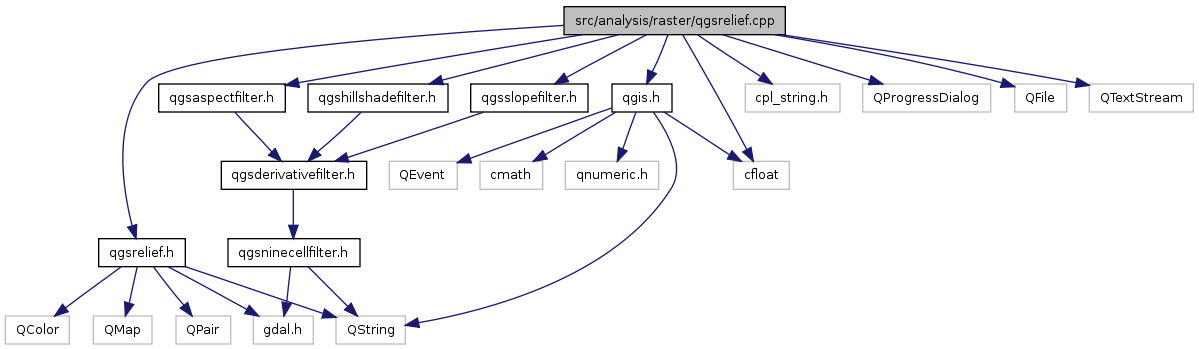 src/analysis/raster/qgsrelief.cpp
qgsaspectfilter.h
qgshillshadefilter.h
qgsslopefilter.h
qgis.h
cpl_string.h
QProgressDialog
QFile
QTextStream
qgsderivativefilter.h
QEvent
cmath
qnumeric.h
cfloat
qgsrelief.h
qgsninecellfilter.h
QColor
QMap
QPair
gdal.h
QString